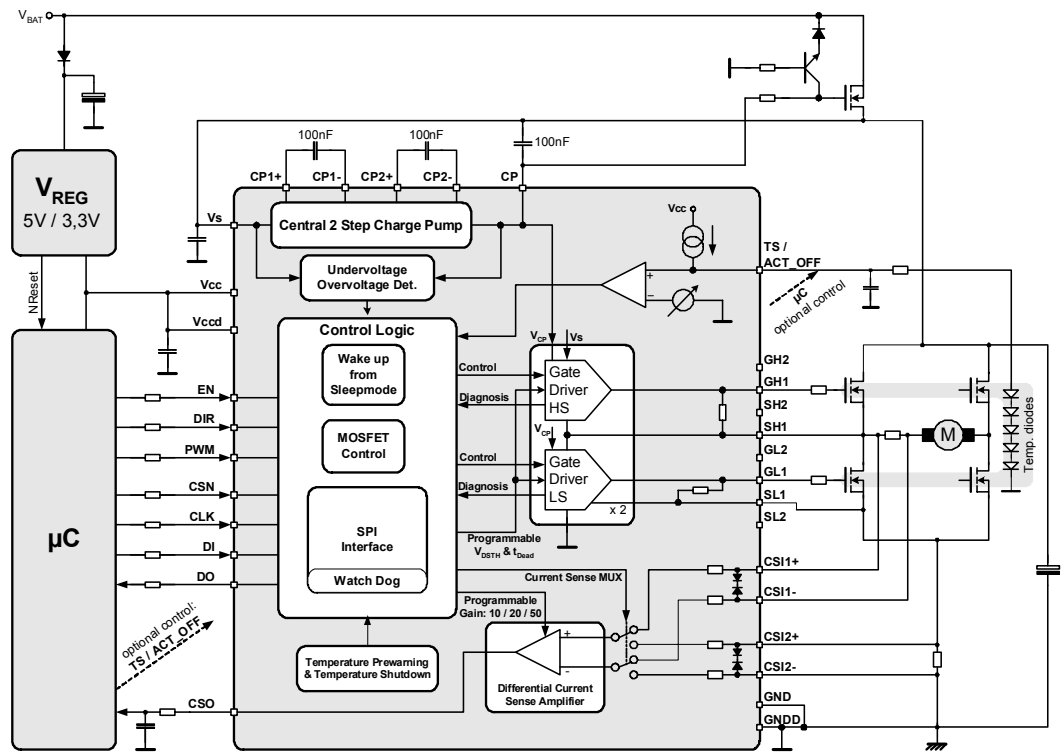 VBAT
100nF
100nF
100nF
CP1+
CP1-
CP2+
CP2-
CP
VREG
5V / 3,3V
Vs
Central 2 Step Charge Pump
Vcc
TS /
ACT_OFF
Undervoltage
Overvoltage Det.
+
–
µC
optional control
NReset
Vcc
Vccd
Control Logic
Wake up
from
Sleepmode
MOSFET
Control
SPI
Interface
Watch Dog
VCP
Vs
Control
Diagnosis
Gate
Driver
HS
VCP
Control
Diagnosis
Gate
Driver
LS
x 2
Programmable
VDSTH & tDead
GH2
GH1
SH2
SH1
GL2
GL1
SL1
SL2
M
Temp. diodes
µC
EN
DIR
PWM
CSN
CLK
DI
DO
optional control:
TS / ACT_OFF
CSO
Current Sense MUX
Programmable
Gain: 10 / 20 / 50
+
-
Differential Current
Sense Amplifier
Temperature Prewarning
& Temperature Shutdown
CSI1+
CSI1-
CSI2+
CSI2-
GND
GNDD